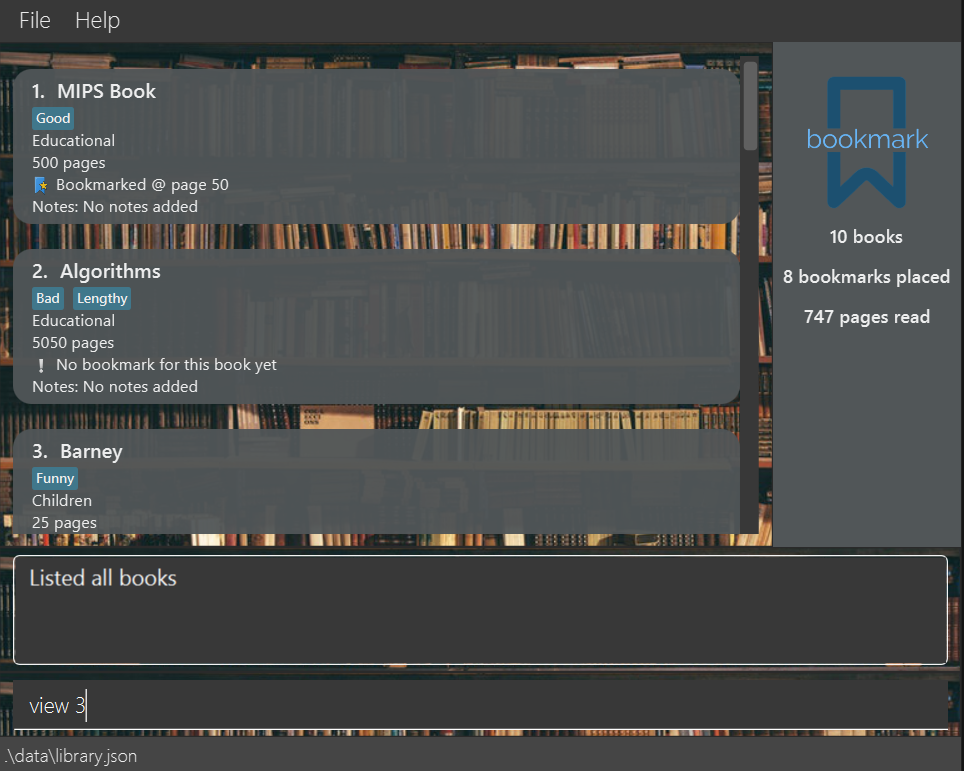 File Help
1. MIPS Book
Good
Educational
500 pages
Bookmarked @ page 50
Notes: No notes added
2. Algorithms
Bad Lengthy
Educational
5050 pages
No bookmark for this book yet
Notes: No notes added
3. Barney
Funny
Children
25 pages
bookmark
10 books
8 bookmarks placed
747 pages read
Listed all books
view 3
.\data\library.json